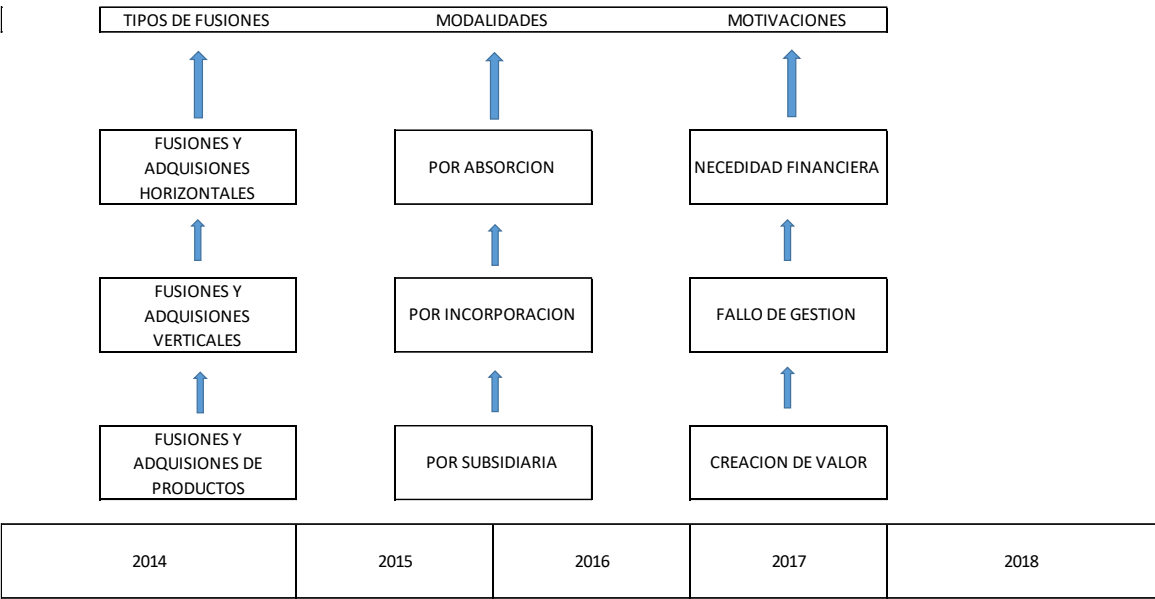 TIPOS DE FUSIONES MODALIDADES MOTIVACIONES
FUSIONES Y
ADQUISIONES
HORIZONTALES
POR ABSORCION
NECEDIDAD FINANCIERA
FUSIONES Y
ADQUISIONES
VERTICALES
POR INCORPORACION
FALLO DE GESTION
FUSIONES Y
ADQUISIONES DE
PRODUCTOS
POR SUBSIDIARIA
CREACION DE VALOR
2014 2015 2016 2017 2018